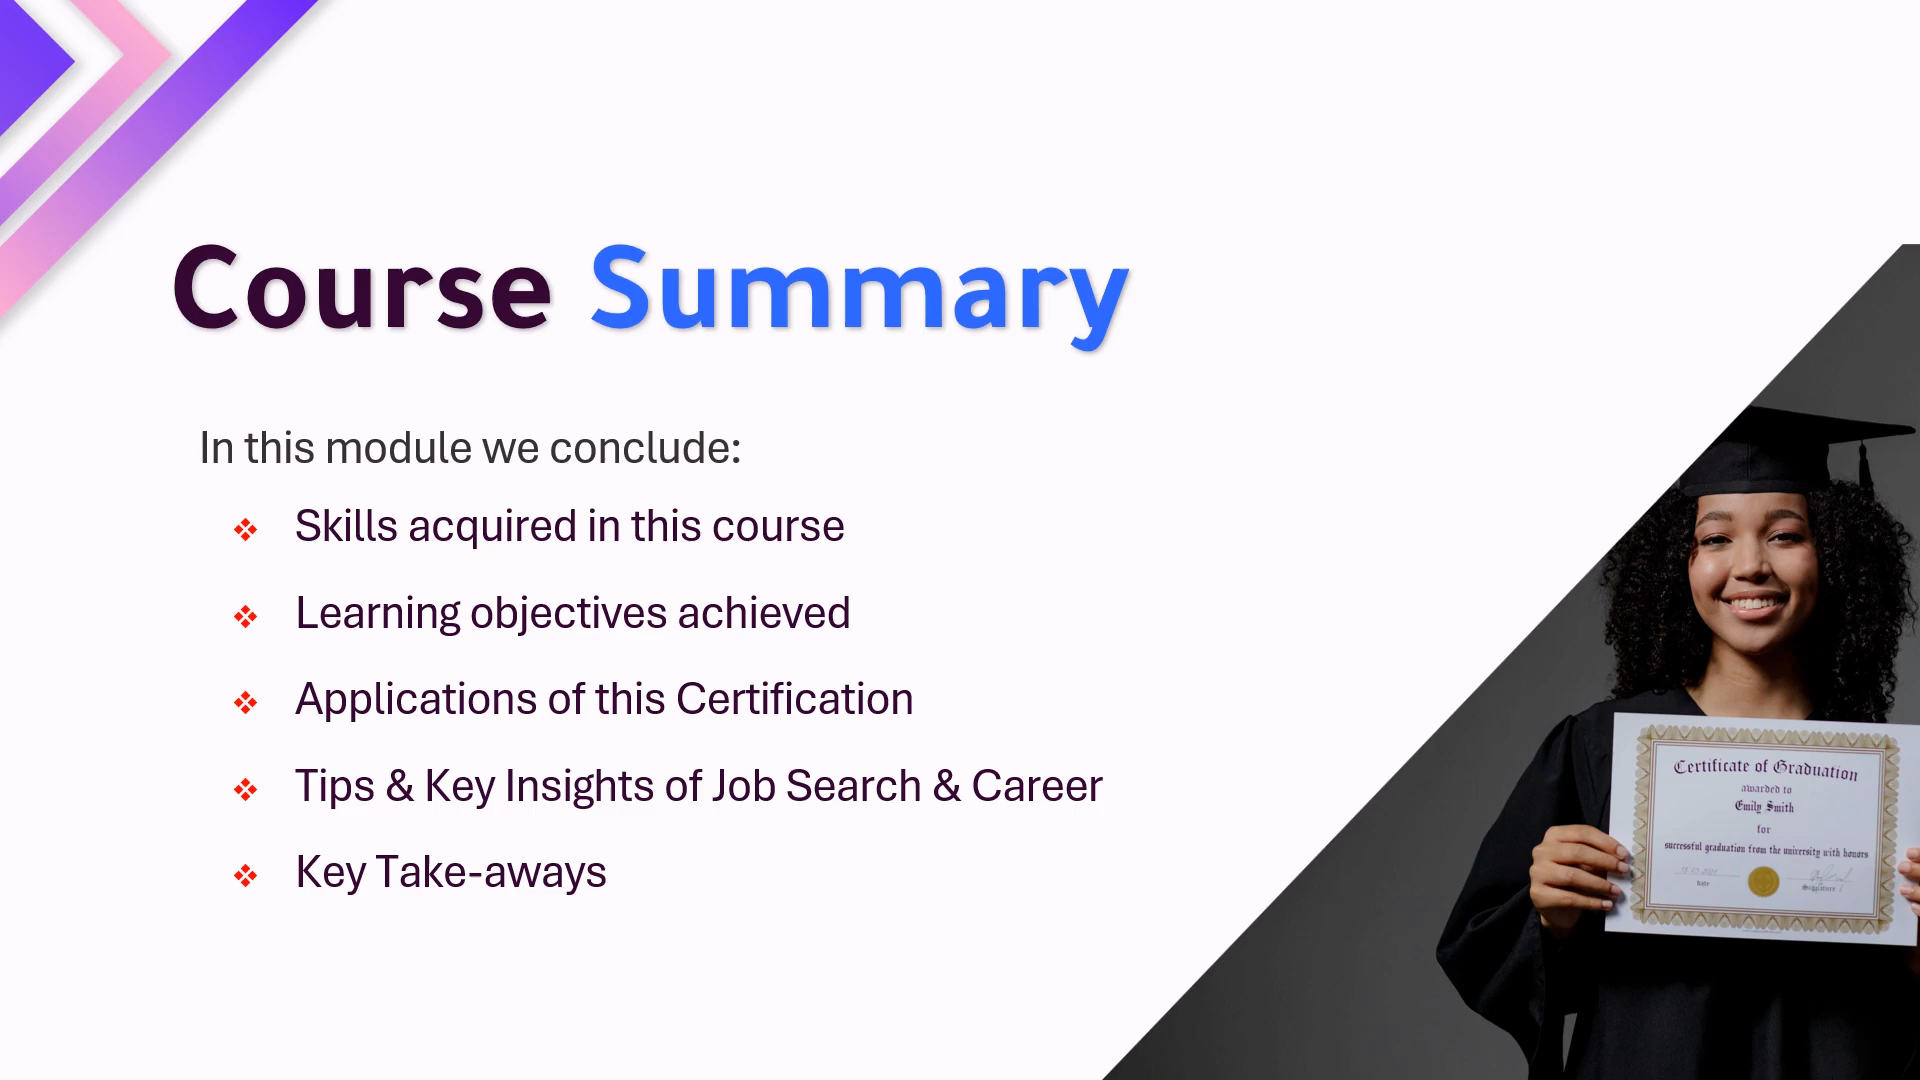 Course Summary
In this module we conclude:
❖ Skills acquired in this course
❖ Learning objectives achieved
❖ Applications of this Certification
❖ Tips & Key Insights of Job Search & Career
❖ Key Take-aways
Certificate of Graduation
awarded to
Emily Smith
for
successful graduation from the university with honors
date
Signature